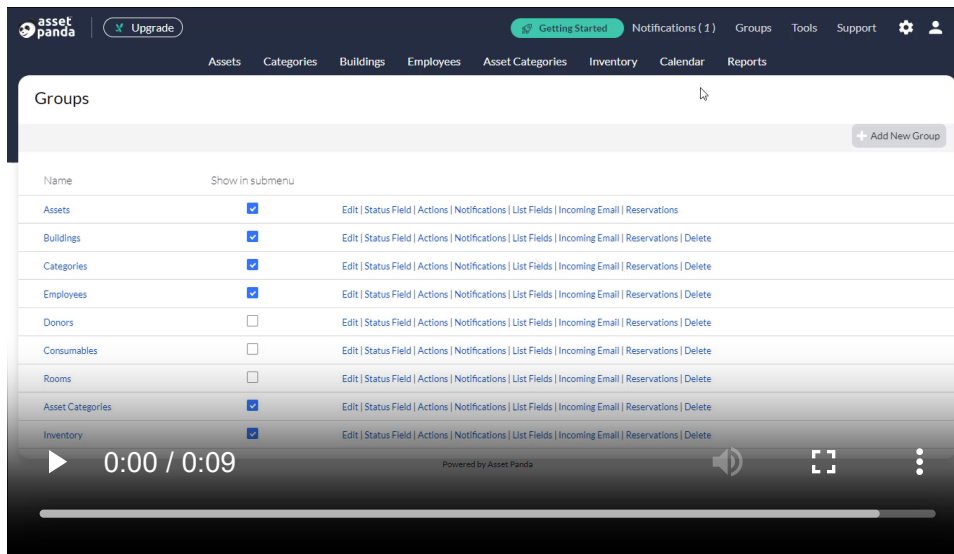 asset panda
Upgrade
Getting Started
Notifications ( 1 )
Groups
Tools
Support
Assets
Categories
Buildings
Employees
Asset Categories
Inventory
Calendar
Reports
Groups
+ Add New Group
Name
Show in submenu
Assets
Edit | Status Field | Actions | Notifications | List Fields | Incoming Email | Reservations
Buildings
Edit | Status Field | Actions | Notifications | List Fields | Incoming Email | Reservations | Delete
Categories
Edit | Status Field | Actions | Notifications | List Fields | Incoming Email | Reservations | Delete
Employees
Edit | Status Field | Actions | Notifications | List Fields | Incoming Email | Reservations | Delete
Donors
Edit | Status Field | Actions | Notifications | List Fields | Incoming Email | Reservations | Delete
Consumables
Edit | Status Field | Actions | Notifications | List Fields | Incoming Email | Reservations | Delete
Rooms
Edit | Status Field | Actions | Notifications | List Fields | Incoming Email | Reservations | Delete
Asset Categories
Edit | Status Field | Actions | Notifications | List Fields | Incoming Email | Reservations | Delete
Inventory
Edit | Status Field | Actions | Notifications | List Fields | Incoming Email | Reservations | Delete
0:00 / 0:09
Powered by Asset Panda